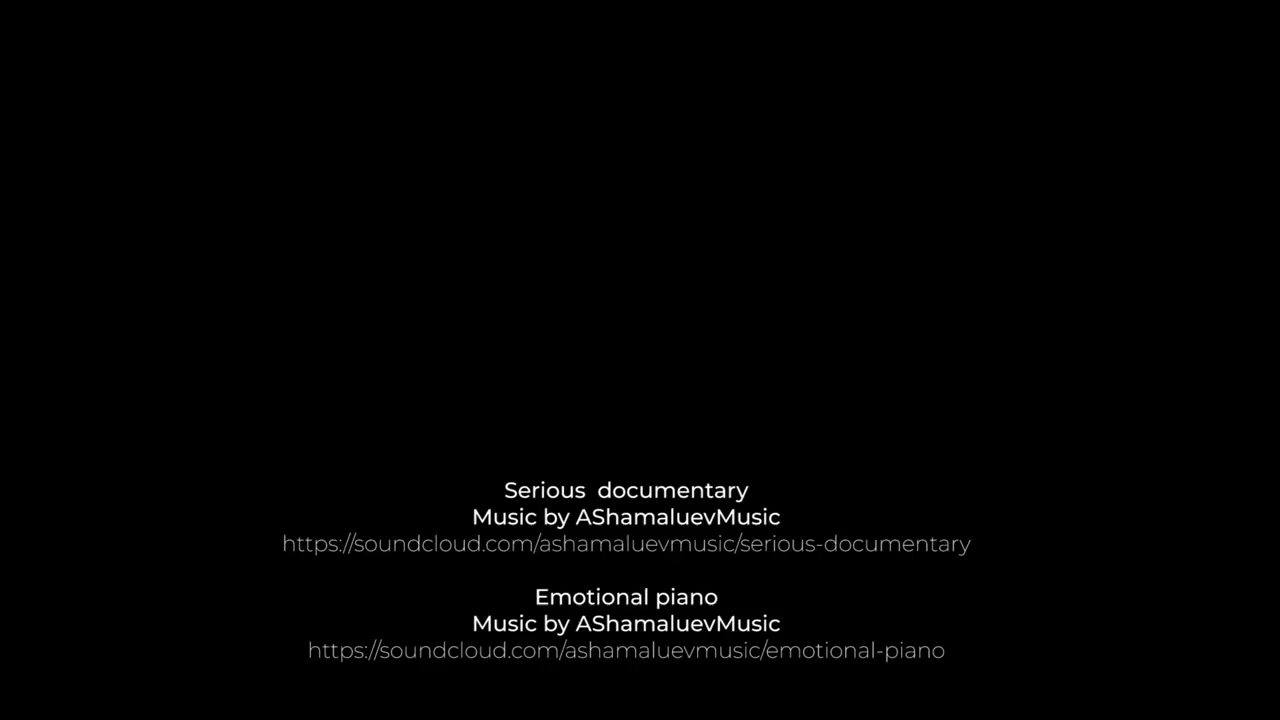 Serious  documentary
Music by AShamaluevMusic
https://soundcloud.com/ashamaluevmusic/serious-documentary
Emotional piano
Music by AShamaluevMusic
https://soundcloud.com/ashamaluevmusic/emotional-piano